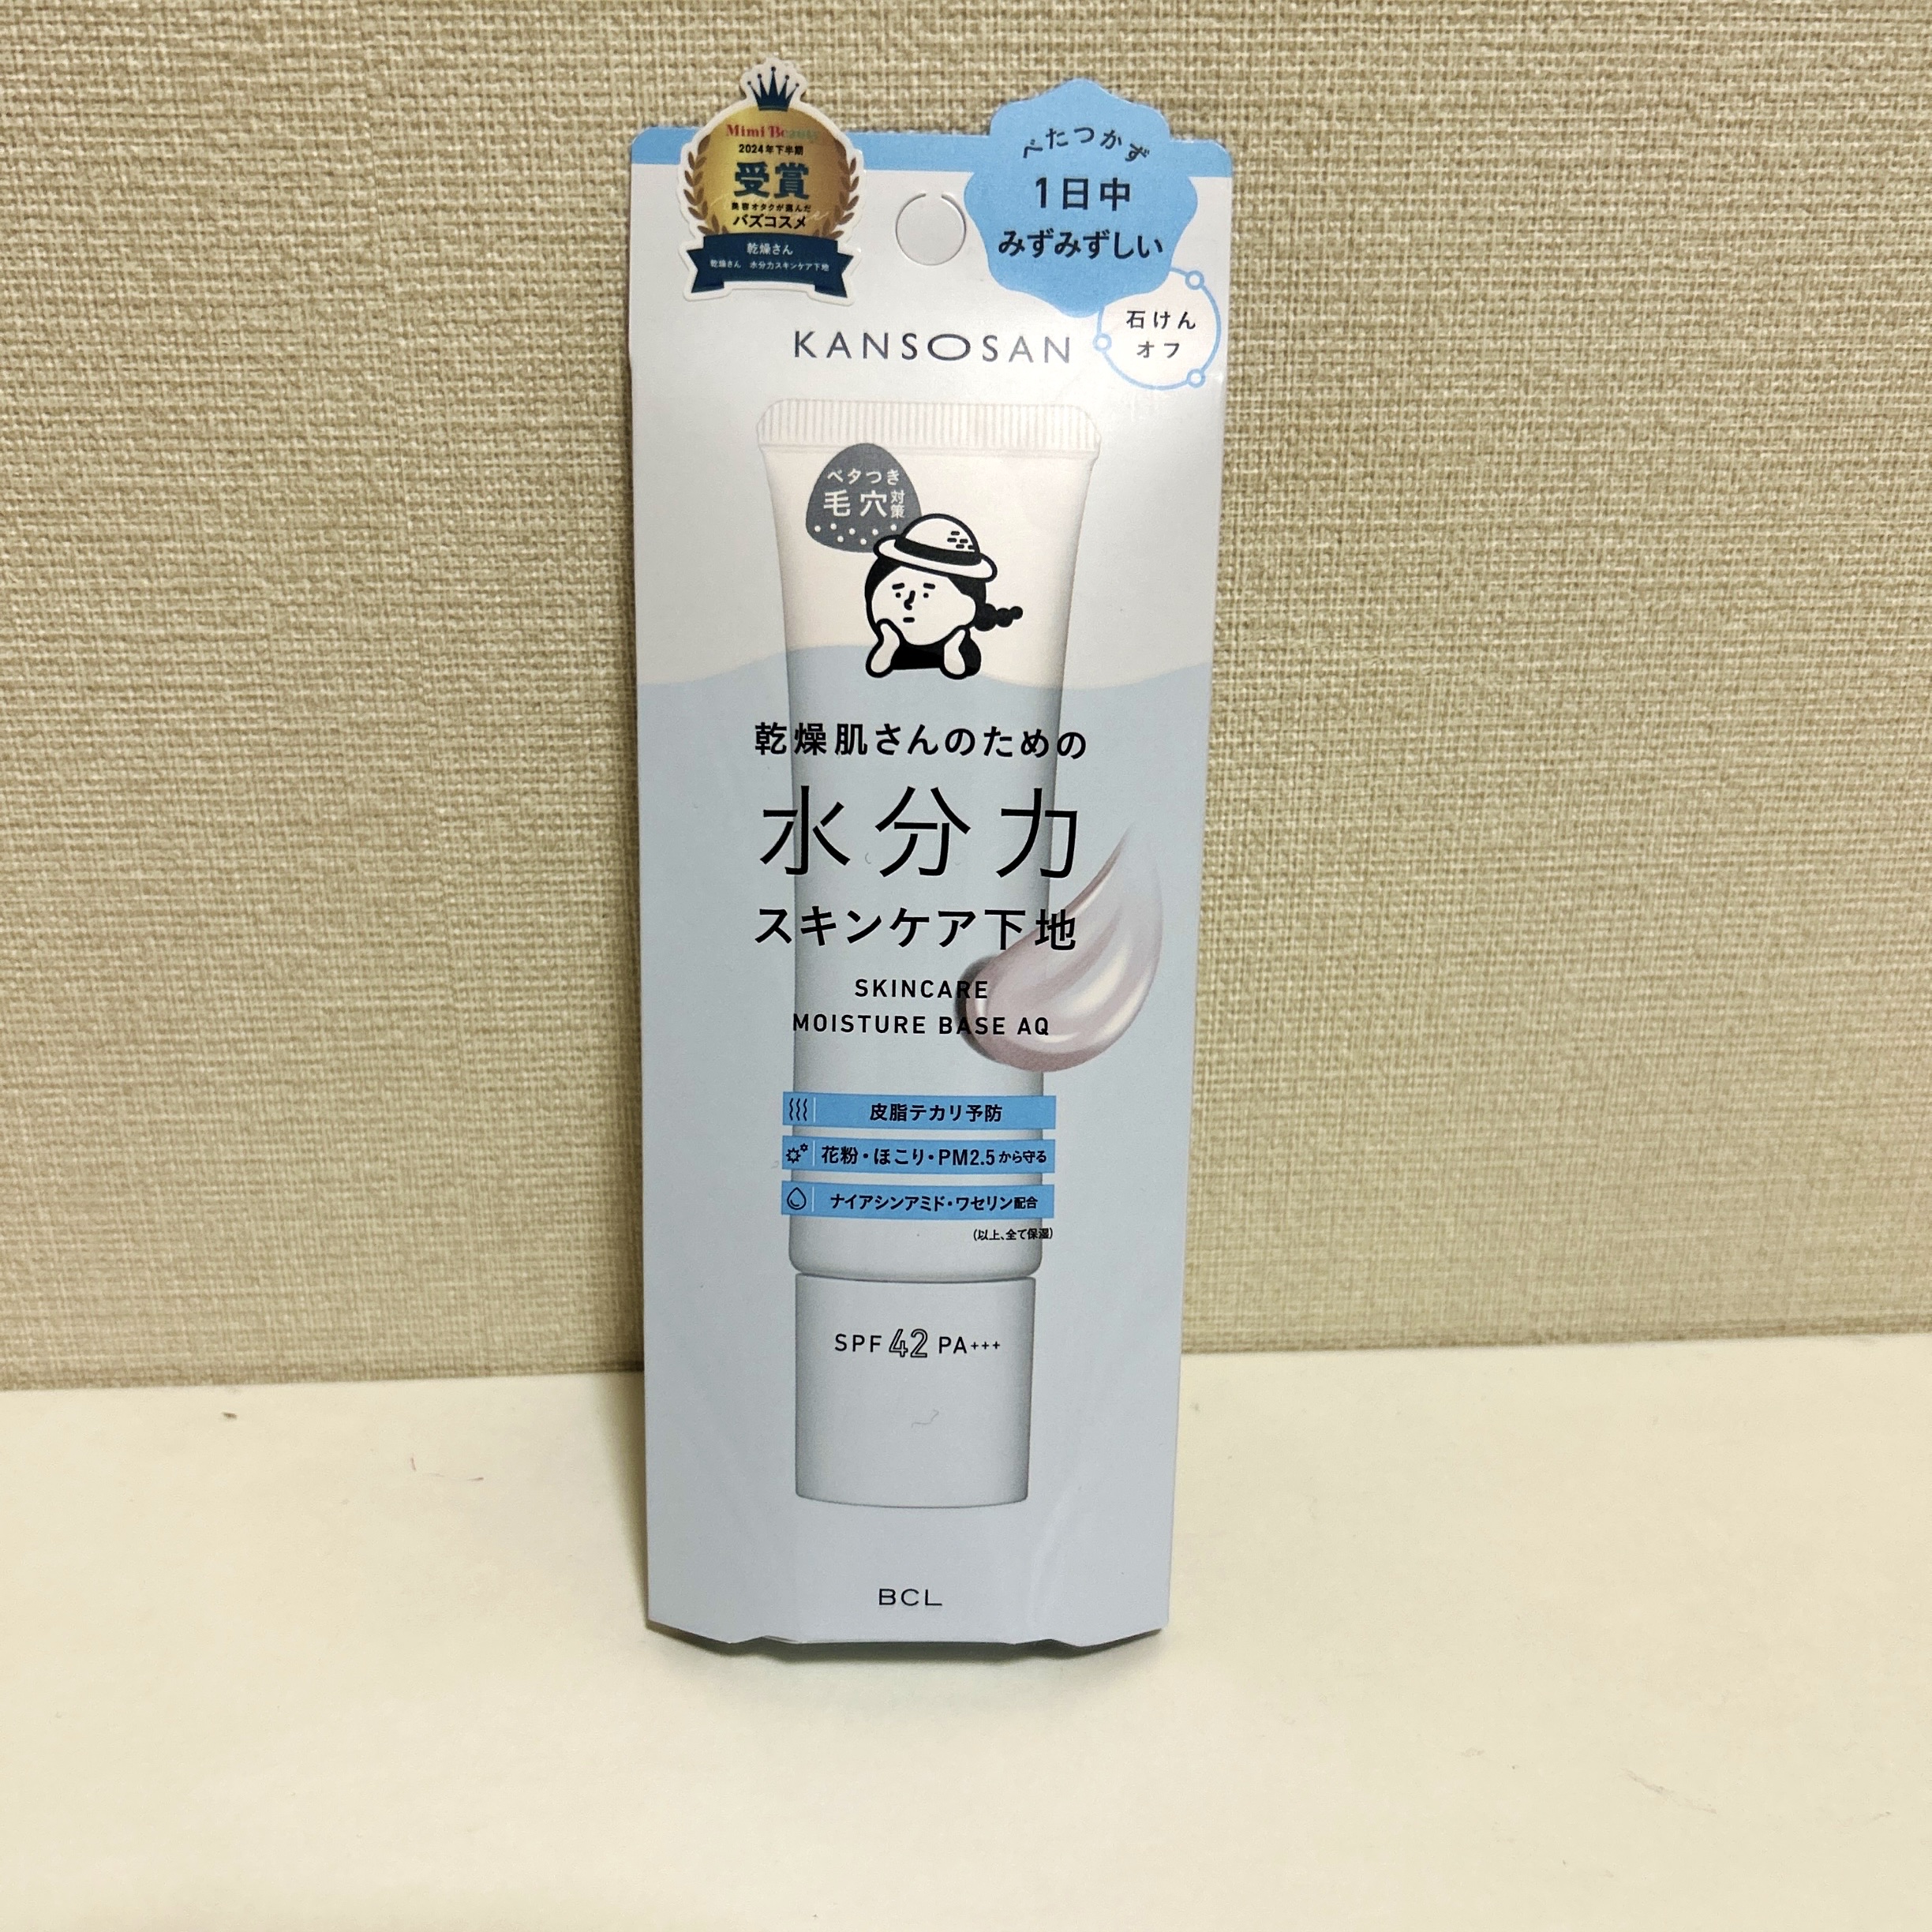 Mimi Beauty
2024年下半期
受賞
美容オタクが選んだ
バズコスメ
乾燥さん
乾燥さん 水分力スキンケア下地
べたつかず
1日中
みずみずしい
石けん
オフ
KANSOSAN
ベタつき
毛穴対策
乾燥肌さんのための
水分力
スキンケア下地
SKINCARE
MOISTURE BASE AQ
皮脂テカリ予防
花粉・ほこり・PM2.5から守る
ナイアシンアミド・ワセリン配合
(以上、全て保湿)
SPF 42 PA+++
BCL